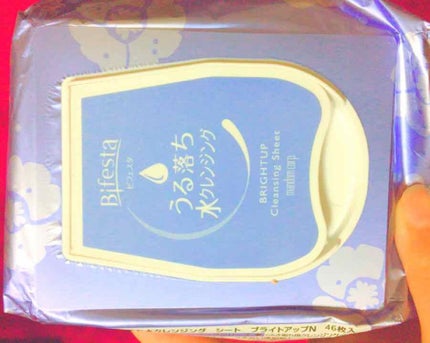 Bifesta
ビフェスタ
うる落ち
水クレンジング
BRIGHTUP
Cleansing Sheet
mandom corp.
クレンジング シート ブライトアップN 46枚入